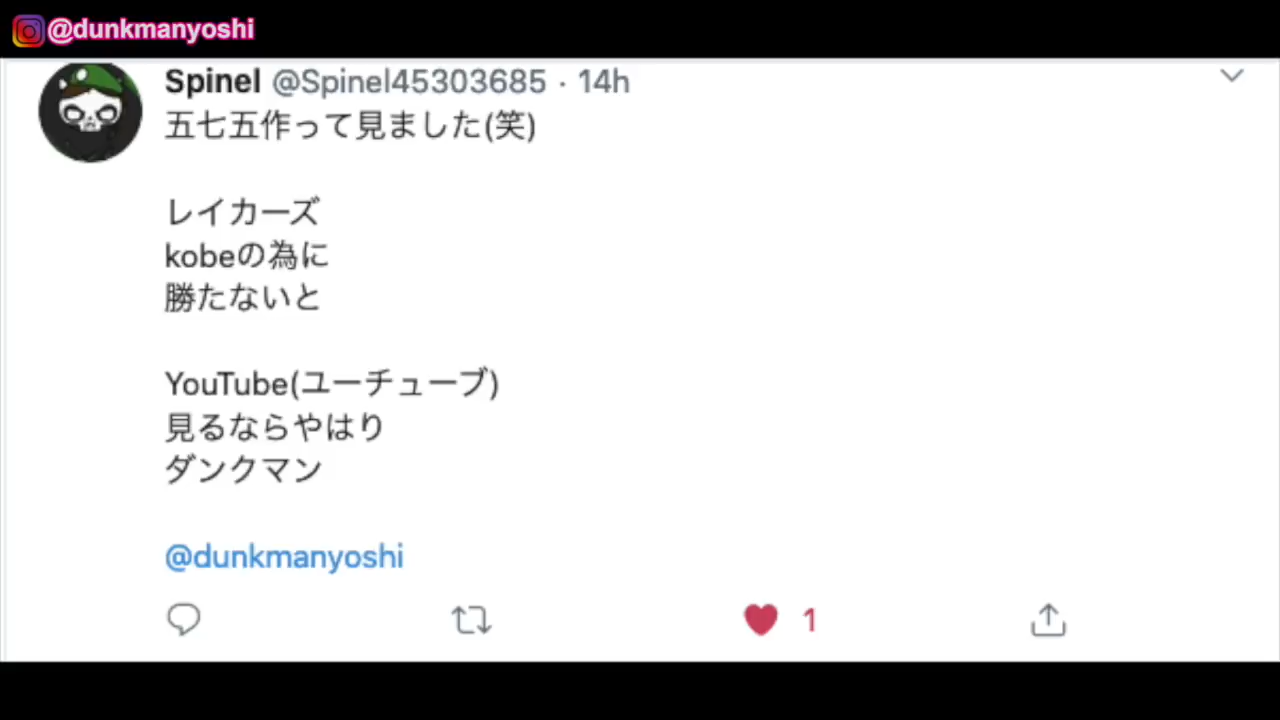 @dunkmanyoshi
Spinel @Spinel45303685 · 14h
五七五作って見ました(笑)
レイカーズ
kobeの為に
勝たないと
YouTube(ユーチューブ)
見るならやはり
ダンクマン
@dunkmanyoshi
1